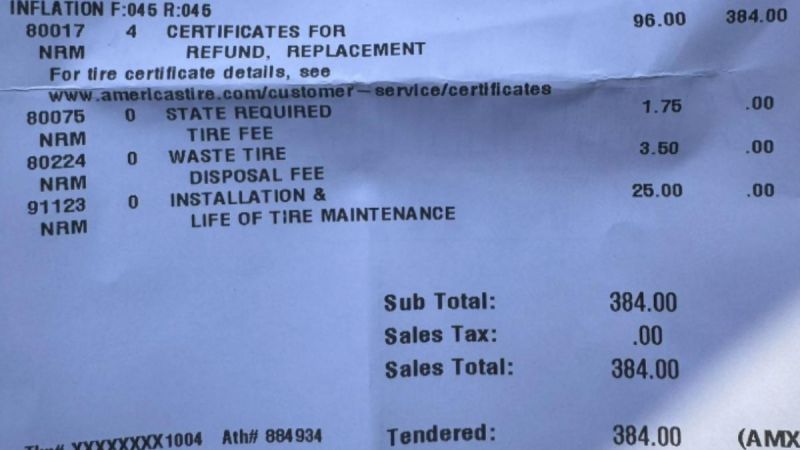 INFLATION F:045 R:045
80017 4 CERTIFICATES FOR 96.00 384.00
NRM REFUND, REPLACEMENT
For tire certificate details, see
www.americastire.com/customer-service/certificates
80075 0 STATE REQUIRED 1.75 .00
NRM TIRE FEE
80224 0 WASTE TIRE 3.50 .00
NRM DISPOSAL FEE
91123 0 INSTALLATION & 25.00 .00
NRM LIFE OF TIRE MAINTENANCE
Sub Total: 384.00
Sales Tax: .00
Sales Total: 384.00
XXXXXXXX1004 Ath# 884934 Tendered: 384.00 (AMX